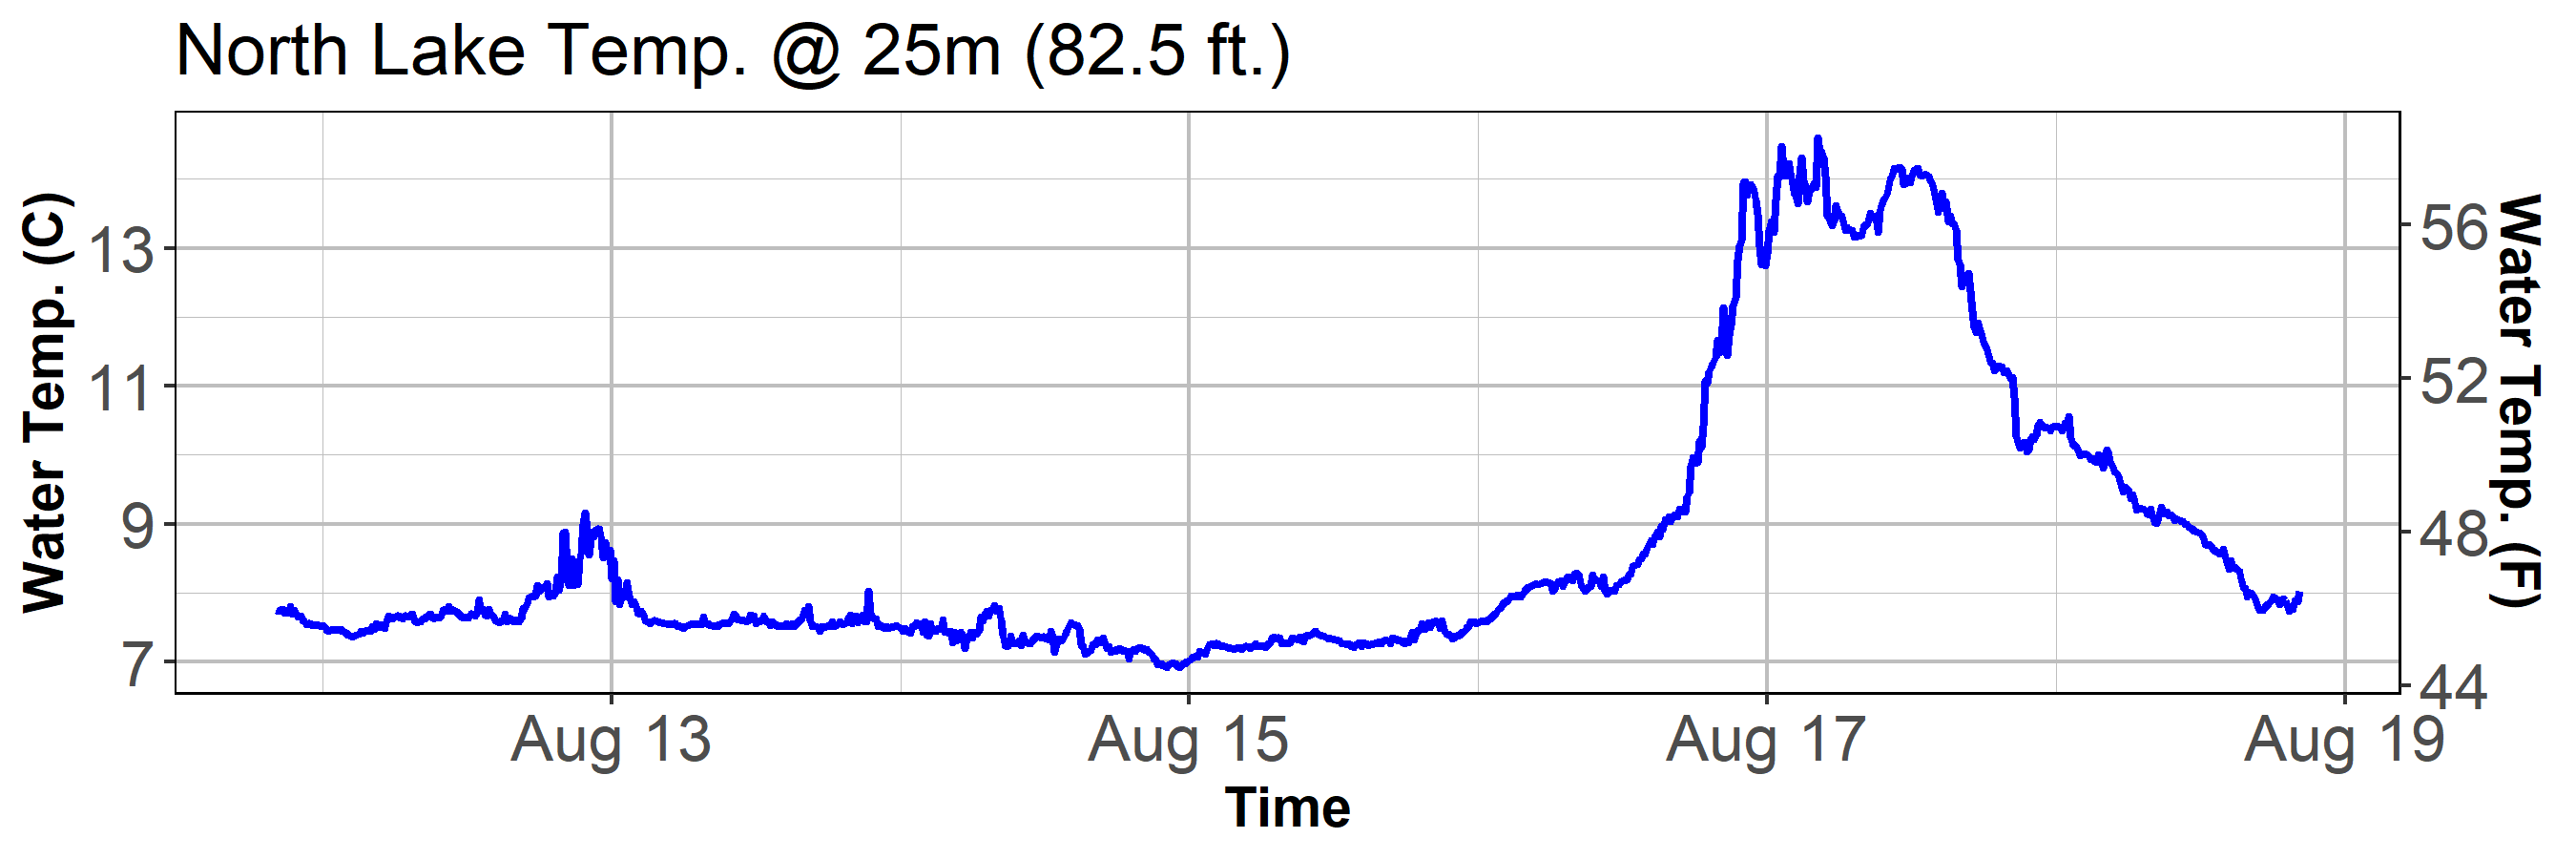 North Lake Temp. @ 25m (82.5 ft.)
Water Temp. (C)
13
11
9
7
56
52
48
44
Water Temp. (F)
Aug 13
Aug 15
Aug 17
Aug 19
Time